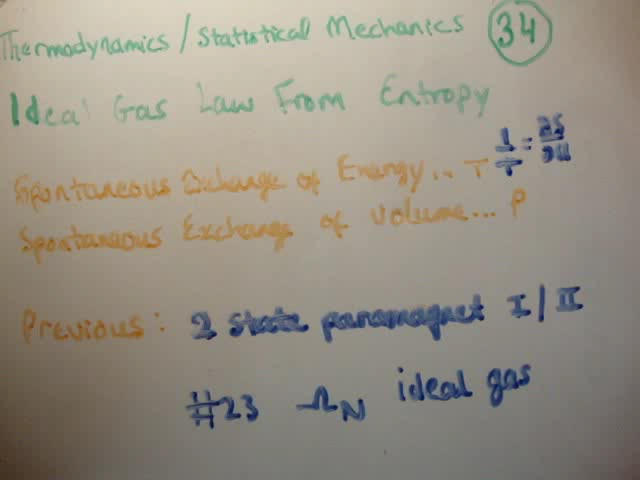 Thermodynamics / Statistical Mechanics 34
Ideal Gas Law From Entropy
Spontaneous Exchange of Energy... T 1/T = ∂S/∂U
Spontaneous Exchange of volume... P
Previous: 2 state paramagnet I/II
#23 Ω_N ideal gas